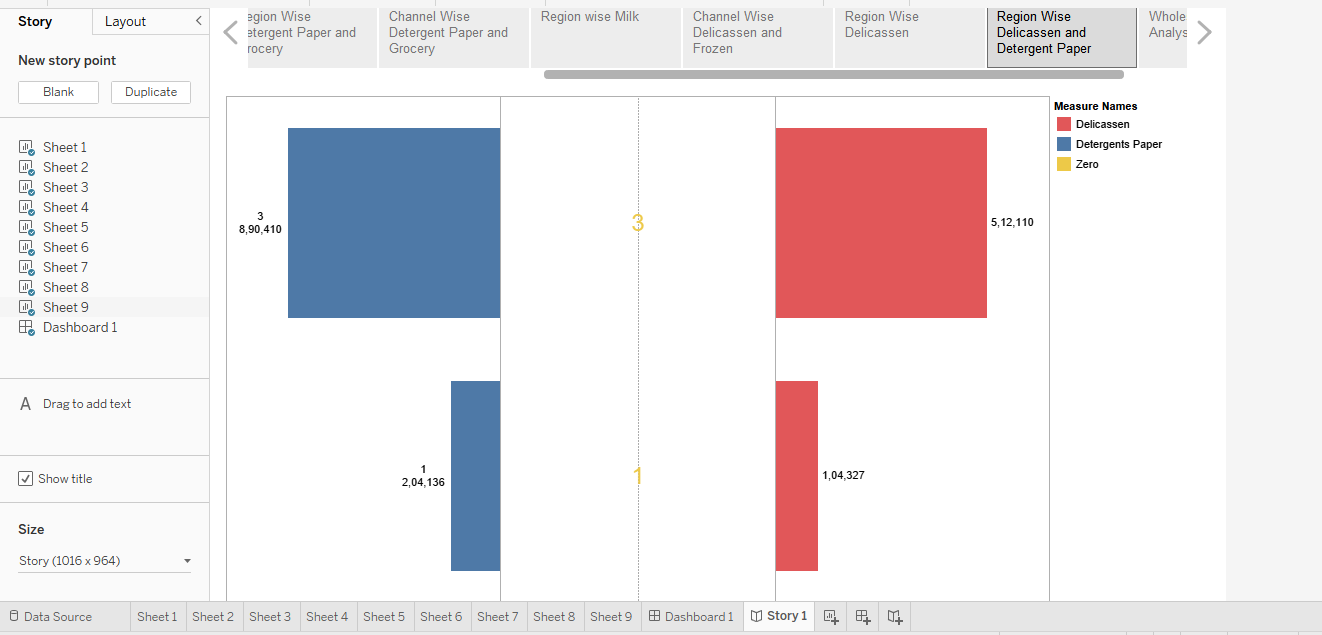 Story
Layout
New story point
Blank
Duplicate
Sheet 1
Sheet 2
Sheet 3
Sheet 4
Sheet 5
Sheet 6
Sheet 7
Sheet 8
Sheet 9
Dashboard 1
A Drag to add text
Show title
Size
Story (1016 x 964)
egion Wise
etergent Paper and
rocery
Channel Wise
Detergent Paper and
Grocery
Region wise Milk
Channel Wise
Delicassen and
Frozen
Region Wise
Delicassen
Region Wise
Delicassen and
Detergent Paper
Whole
Analys
3
8,90,410
3
5,12,110
1
2,04,136
1
1,04,327
Measure Names
Delicassen
Detergents Paper
Zero
Data Source
Sheet 1
Sheet 2
Sheet 3
Sheet 4
Sheet 5
Sheet 6
Sheet 7
Sheet 8
Sheet 9
Dashboard 1
Story 1